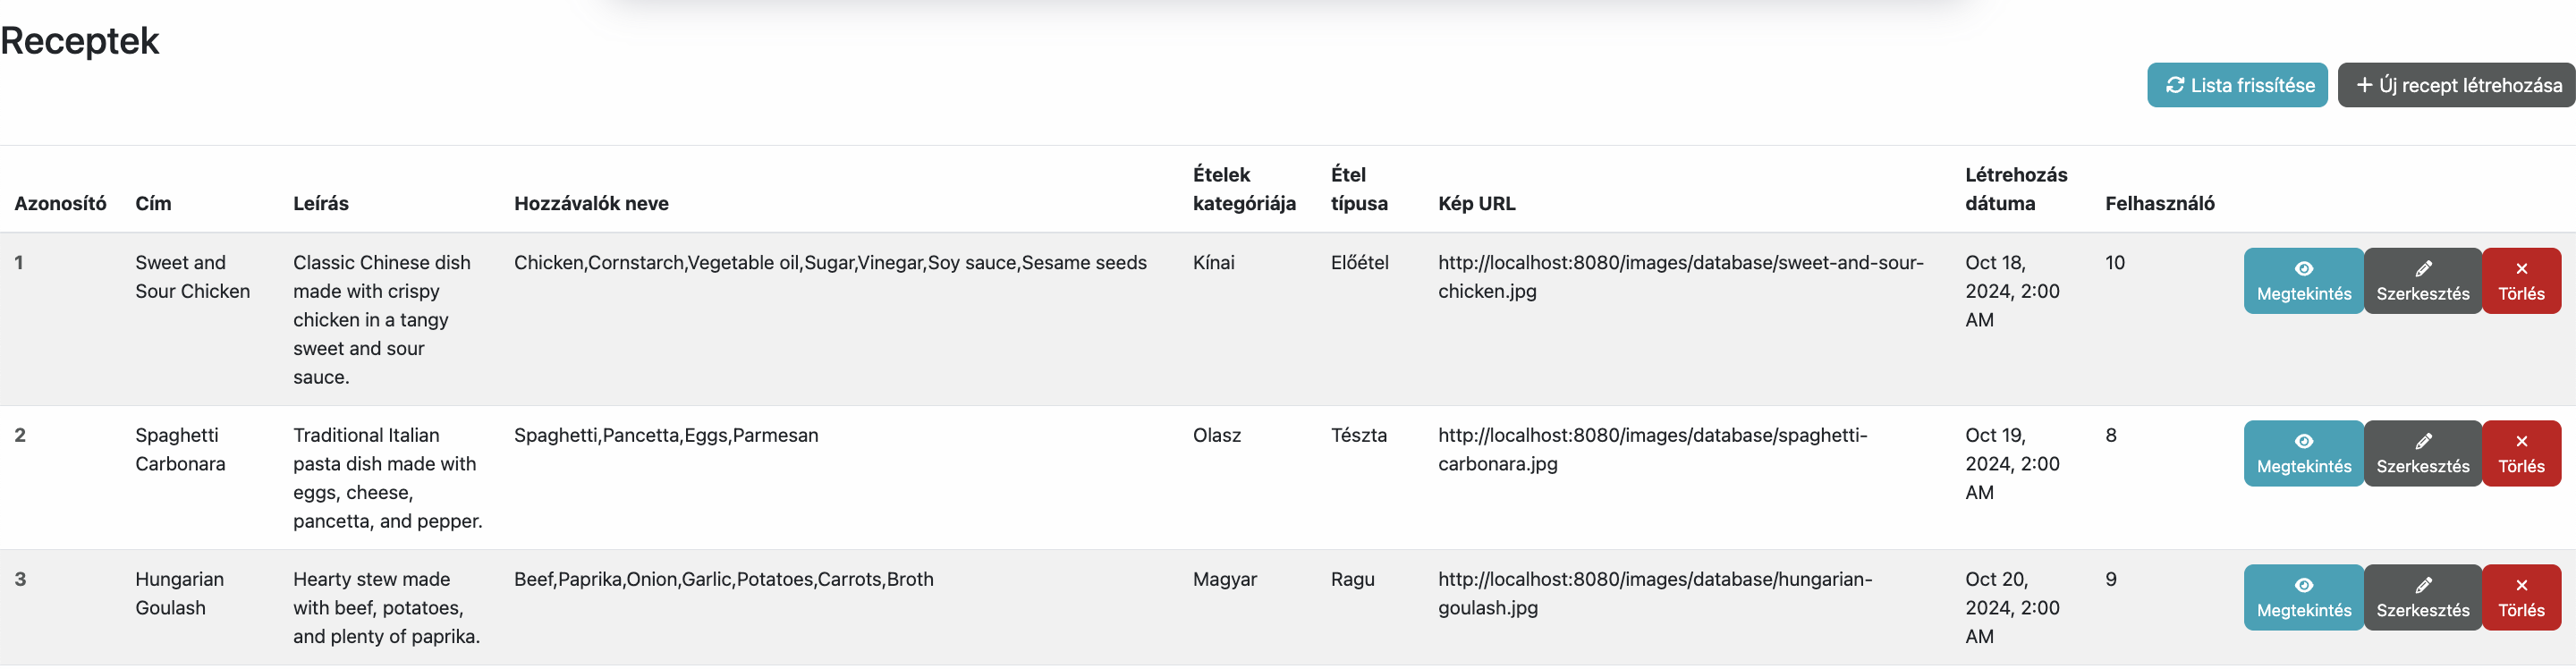 Receptek
Lista frissítése
Új recept létrehozása
Azonosító
Cím
Leírás
Hozzávalók neve
Ételek
kategóriája
Étel
típusa
Kép URL
Létrehozás
dátuma
Felhasználó
1
Sweet and
Sour Chicken
Classic Chinese dish
made with crispy
chicken in a tangy
sweet and sour
sauce.
Chicken,Cornstarch,Vegetable oil,Sugar,Vinegar,Soy sauce,Sesame seeds
Kínai
Előétel
http://localhost:8080/images/database/sweet-and-sour-
chicken.jpg
Oct 18,
2024, 2:00
AM
10
Megtekintés
Szerkesztés
Törlés
2
Spaghetti
Carbonara
Traditional Italian
pasta dish made with
eggs, cheese,
pancetta, and pepper.
Spaghetti,Pancetta,Eggs,Parmesan
Olasz
Tészta
http://localhost:8080/images/database/spaghetti-
carbonara.jpg
Oct 19,
2024, 2:00
AM
8
Megtekintés
Szerkesztés
Törlés
3
Hungarian
Goulash
Hearty stew made
with beef, potatoes,
and plenty of paprika.
Beef,Paprika,Onion,Garlic,Potatoes,Carrots,Broth
Magyar
Ragu
http://localhost:8080/images/database/hungarian-
goulash.jpg
Oct 20,
2024, 2:00
AM
9
Megtekintés
Szerkesztés
Törlés